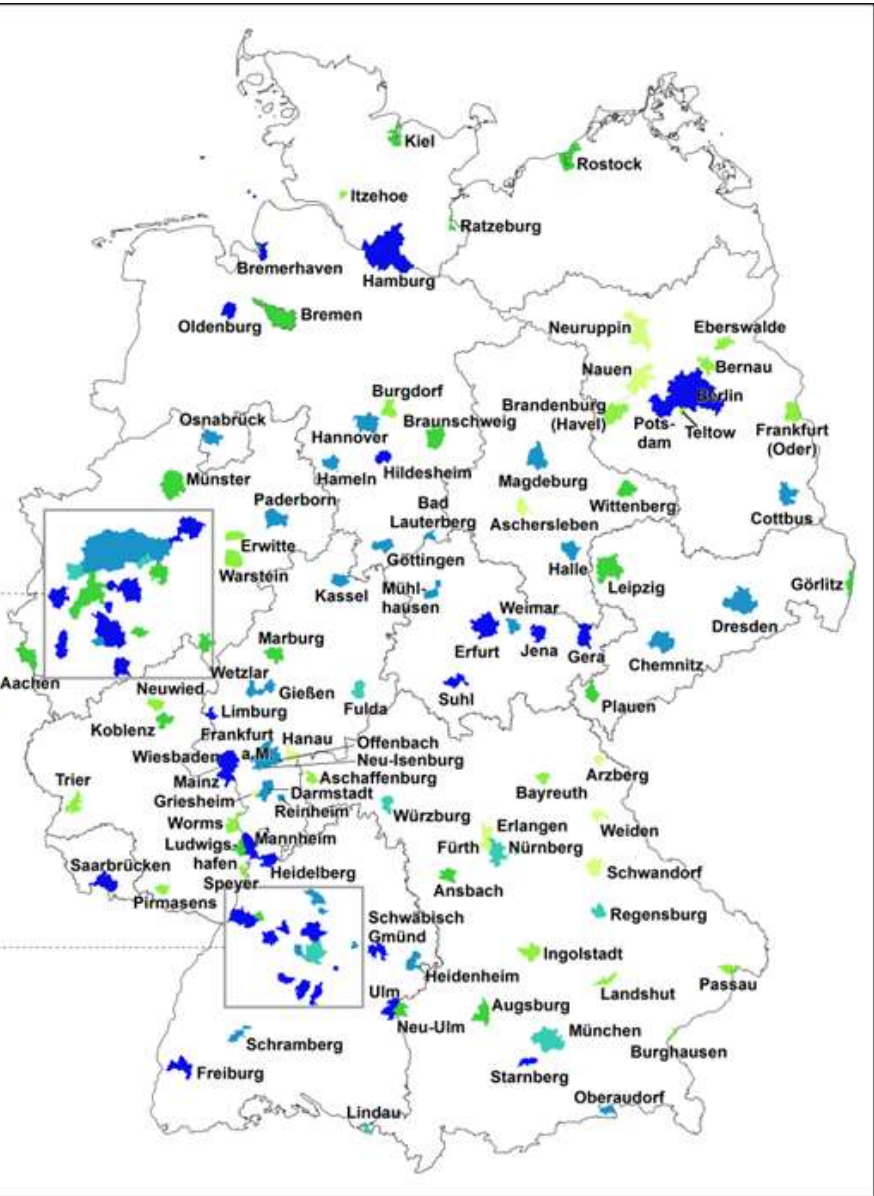 Kiel
Rostock
Itzehoe
Ratzeburg
Bremerhaven
Hamburg
Oldenburg
Bremen
Neuruppin
Eberswalde
Nauen
Bernau
Berlin
Burgdorf
Brandenburg
(Havel)
Pots-
dam
Teltow
Frankfurt
(Oder)
Osnabrück
Hannover
Braunschweig
Münster
Hameln
Hildesheim
Magdeburg
Wittenberg
Cottbus
Paderborn
Bad
Lauterberg
Aschersleben
Erwitte
Warstein
Göttingen
Halle
Leipzig
Görlitz
Kassel
Mühl-
hausen
Weimar
Erfurt
Jena
Gera
Dresden
Chemnitz
Marburg
Aachen
Wetzlar
Gießen
Fulda
Suhl
Plauen
Neuwied
Koblenz
Limburg
Frankfurt
a.M.
Hanau
Offenbach
Neu-Isenburg
Wiesbaden
Mainz
Aschaffenburg
Arzberg
Bayreuth
Trier
Griesheim
Darmstadt
Reinheim
Würzburg
Weiden
Worms
Mannheim
Erlangen
Fürth
Nürnberg
Ludwigs-
hafen
Heidelberg
Saarbrücken
Speyer
Pirmasens
Ansbach
Schwandorf
Schwäbisch
Gmünd
Regensburg
Heidenheim
Ingolstadt
Landshut
Passau
Ulm
Neu-Ulm
Augsburg
München
Burghausen
Schramberg
Freiburg
Starnberg
Oberaudorf
Lindau